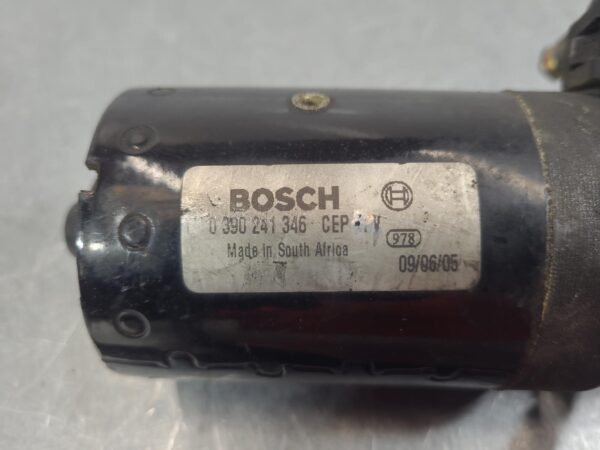 BOSCH
0 390 241 346 CEP
978
Made in South Africa
09/06/05